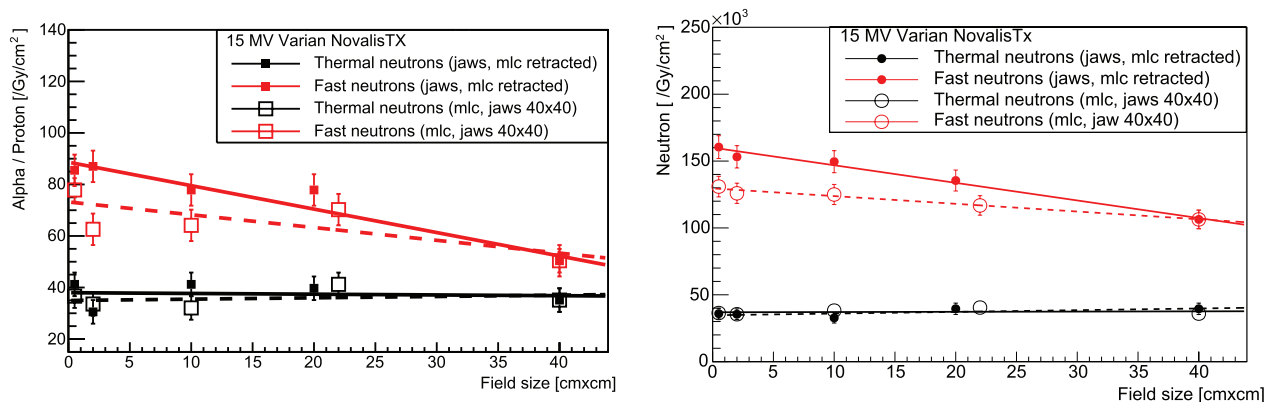 140
120
100
80
60
40
20
0
5
10
15
20
25
30
35
40
Alpha / Proton [/Gy/cm²]
Field size [cmxcm]
15 MV Varian NovalisTX
Thermal neutrons (jaws, mlc retracted)
Fast neutrons (jaws, mlc retracted)
Thermal neutrons (mlc, jaws 40x40)
Fast neutrons (mlc, jaws 40x40)
×10³
250
200
150
100
50
0
0
5
10
15
20
25
30
35
40
Neutron [ /Gy/cm²]
Field size [cmxcm]
15 MV Varian NovalisTx
Thermal neutrons (jaws, mlc retracted)
Fast neutrons (jaws, mlc retracted)
Thermal neutrons (mlc, jaws 40x40)
Fast neutrons (mlc, jaw 40x40)